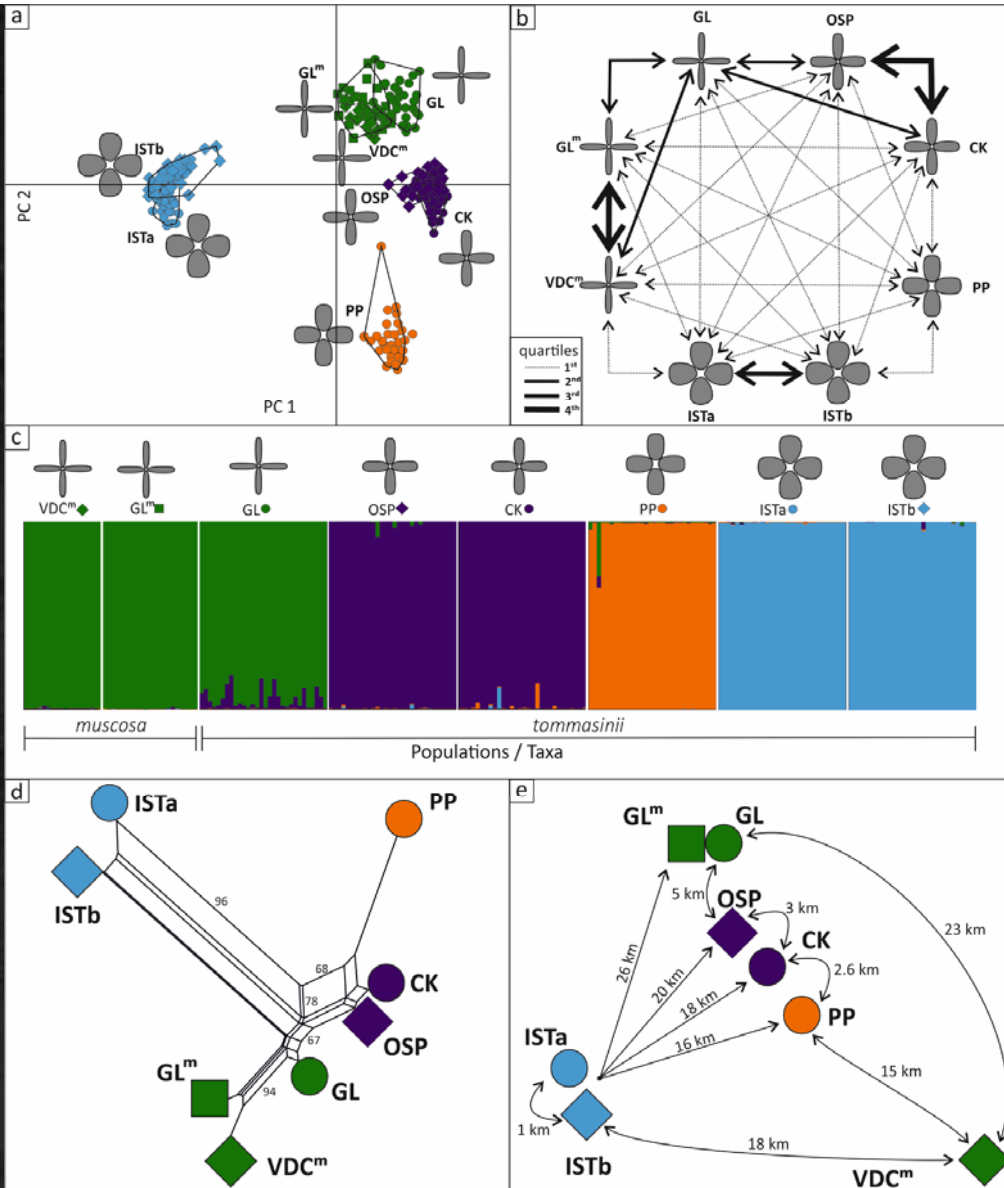 a
GLᵐ
GL
ISTb
VDCᵐ
OSP
CK
ISTa
PP
PC 2
PC 1
b
GL
OSP
GLᵐ
CK
VDCᵐ
PP
quartiles
1ˢᵗ
2ⁿᵈ
3ʳᵈ
4ᵗʰ
ISTa
ISTb
c
VDCᵐ GLᵐ GL OSP CK PP ISTa ISTb
muscosa tommasinii
Populations / Taxa
d
ISTa
PP
ISTb
96
68
78
CK
67
OSP
GLᵐ
94
GL
VDCᵐ
e
GLᵐ GL
5 km
OSP
3 km
23 km
CK
26 km
20 km
2.6 km
18 km
PP
16 km
ISTa
15 km
1 km
18 km
ISTb
VDCᵐ